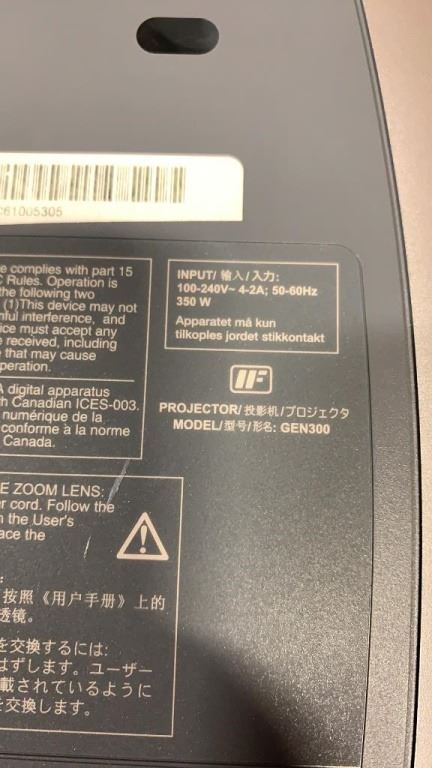 61005305
e complies with part 15
Rules. Operation is
the following two
(1)This device may not
ful interference, and
ice must accept any
e received, including
that may cause
peration.
A digital apparatus
th Canadian ICES-003.
numérique de la
conforme à la norme
Canada.
INPUT/ 输入/入力:
100-240V~ 4-2A; 50-60Hz
350 W
Apparatet må kun
tilkoples jordet stikkontakt
PROJECTOR/投影机/プロジェクタ
MODEL/型号/形名: GEN300
E ZOOM LENS:
r cord. Follow the
n the User's
ace the
:
按照《用户手册》上的
透镜。
を交換するには:
はずします。ユーザー
載されているように
を交換します。